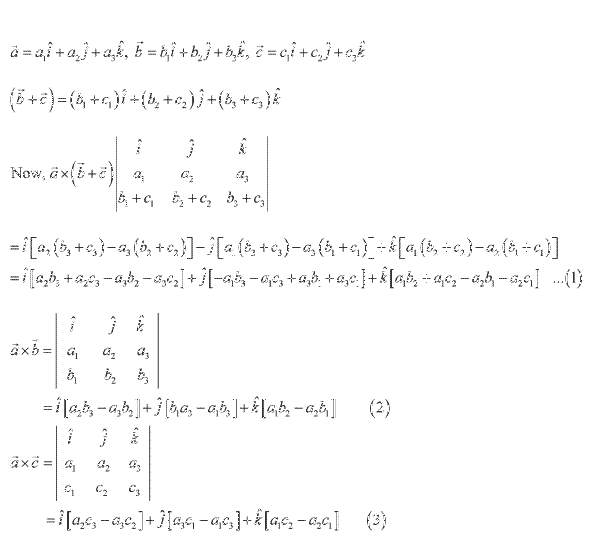 a⃗ = a₁î + a₂ĵ + a₃k̂, b⃗ = b₁î + b₂ĵ + b₃k̂, c⃗ = c₁î + c₂ĵ + c₃k̂
(b⃗ + c⃗) = (b₁ + c₁)î + (b₂ + c₂)ĵ + (b₃ + c₃)k̂
Now, a⃗ × (b⃗ + c⃗) | î ĵ k̂ |
| a₁ a₂ a₃ |
| b₁ + c₁ b₂ + c₂ b₃ + c₃ |
= î[a₂(b₃ + c₃) − a₃(b₂ + c₂)] − ĵ[a₁(b₃ + c₃) − a₃(b₁ + c₁)] + k̂[a₁(b₂ + c₂) − a₂(b₁ + c₁)]
= î[a₂b₃ + a₂c₃ − a₃b₂ − a₃c₂] + ĵ[−a₁b₃ − a₁c₃ + a₃b₁ + a₃c₁] + k̂[a₁b₂ + a₁c₂ − a₂b₁ − a₂c₁] ...(1)
a⃗ × b⃗ = | î ĵ k̂ |
| a₁ a₂ a₃ |
| b₁ b₂ b₃ |
= î[a₂b₃ − a₃b₂] + ĵ[b₁a₃ − a₁b₃] + k̂[a₁b₂ − a₂b₁] (2)
a⃗ × c⃗ = | î ĵ k̂ |
| a₁ a₂ a₃ |
| c₁ c₂ c₃ |
= î[a₂c₃ − a₃c₂] + ĵ[a₃c₁ − a₁c₃] + k̂[a₁c₂ − a₂c₁] (3)